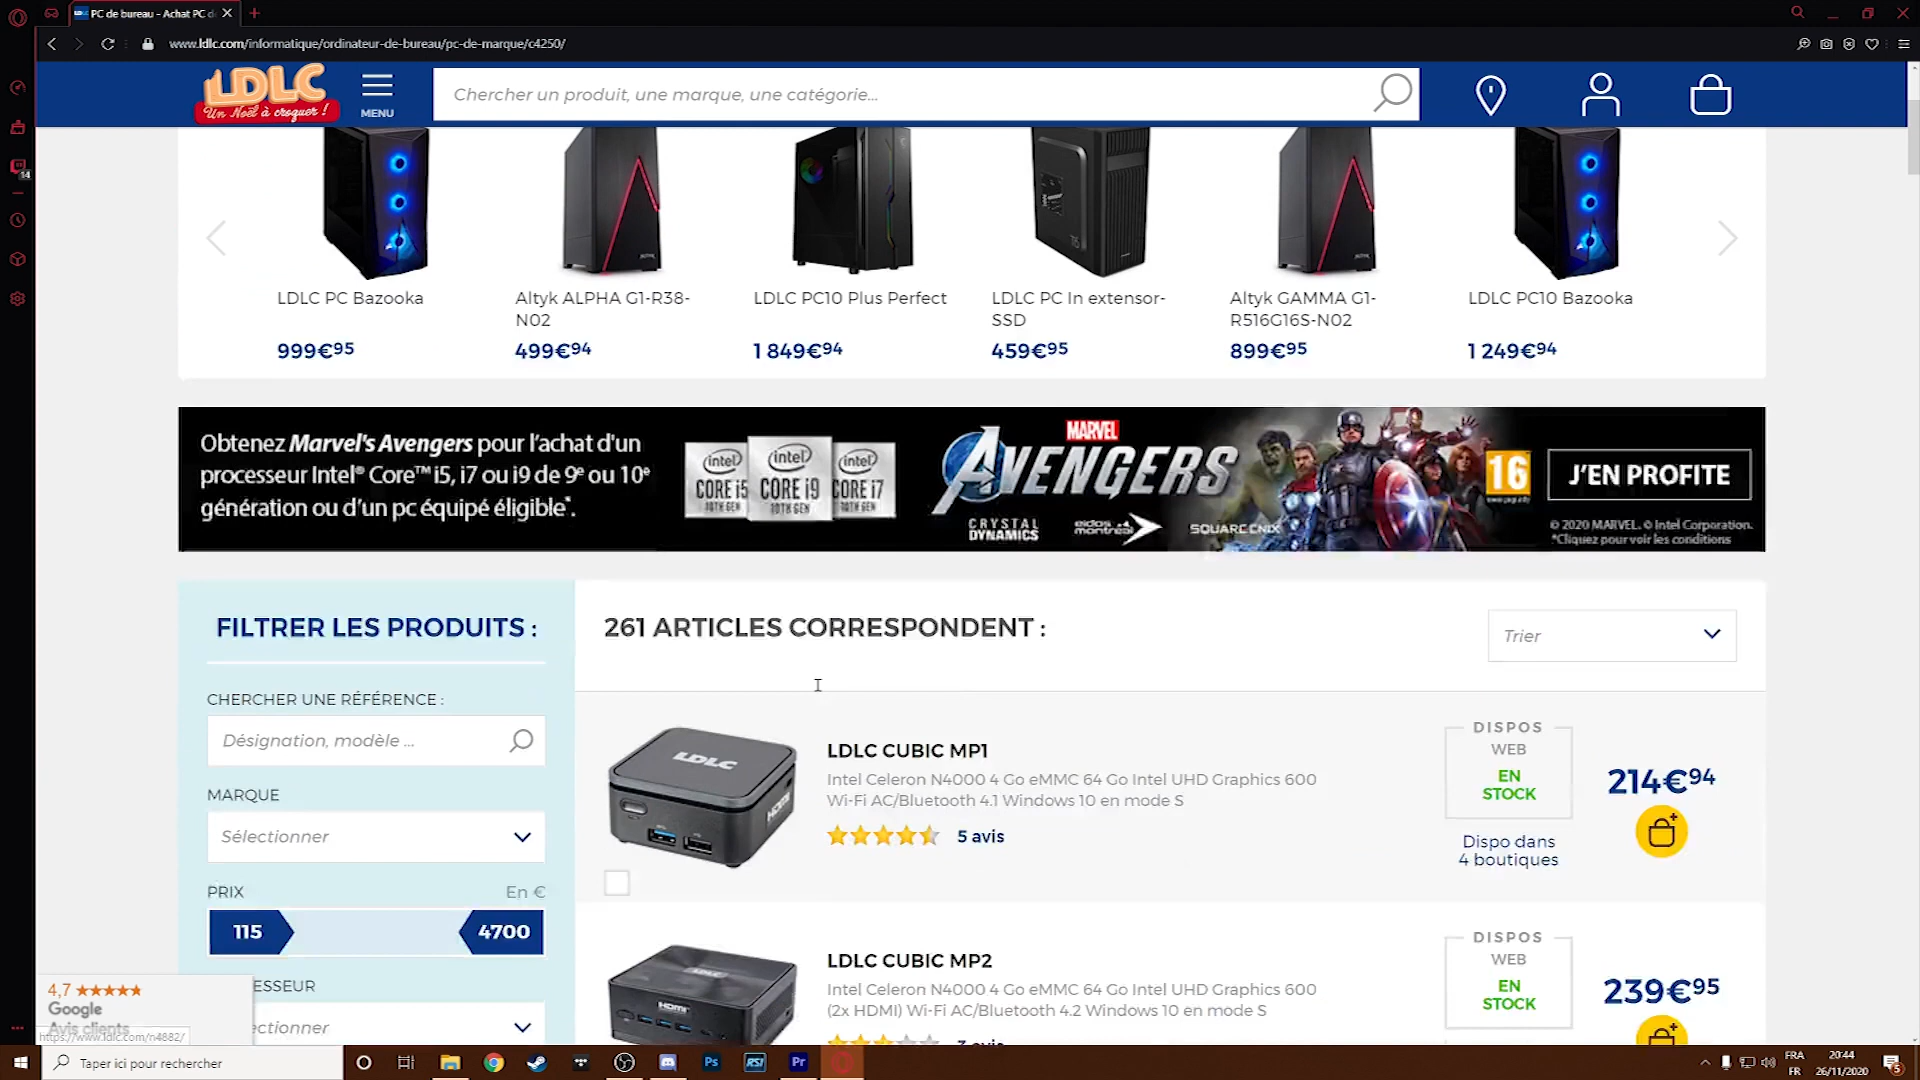 PC de bureau - Achat PC d
www.ldlc.com/informatique/ordinateur-de-bureau/pc-de-marque/c4250/
LDLC
Un Noël à croquer !
MENU
Chercher un produit, une marque, une catégorie...
14
LDLC PC Bazooka
999€95
Altyk ALPHA G1-R38-
N02
499€94
LDLC PC10 Plus Perfect
1 849€94
LDLC PC In extensor-
SSD
459€95
Altyk GAMMA G1-
R516G16S-N02
899€95
LDLC PC10 Bazooka
1 249€94
Obtenez Marvel's Avengers pour l'achat d'un
processeur Intel® Core™ i5, i7 ou i9 de 9e ou 10e
génération ou d'un pc équipé éligible*.
intel CORE i5 10TH GEN
intel CORE i9 10TH GEN
intel CORE i7 10TH GEN
MARVEL
AVENGERS
CRYSTAL DYNAMICS
eidos montréal
SQUARE ENIX
16
J'EN PROFITE
© 2020 MARVEL. © Intel Corporation.
*Cliquez pour voir les conditions
FILTRER LES PRODUITS :
CHERCHER UNE RÉFÉRENCE :
Désignation, modèle ...
MARQUE
Sélectionner
PRIX
En €
115
4700
ESSEUR
ectionner
261 ARTICLES CORRESPONDENT :
Trier
LDLC
HDMI
LDLC CUBIC MP1
Intel Celeron N4000 4 Go eMMC 64 Go Intel UHD Graphics 600
Wi-Fi AC/Bluetooth 4.1 Windows 10 en mode S
5 avis
DISPOS
WEB
EN
STOCK
Dispo dans
4 boutiques
214€94
LDLC
HDMI
LDLC CUBIC MP2
Intel Celeron N4000 4 Go eMMC 64 Go Intel UHD Graphics 600
(2x HDMI) Wi-Fi AC/Bluetooth 4.2 Windows 10 en mode S
3 avis
DISPOS
WEB
EN
STOCK
239€95
4,7
Google
Avis clients
https://www.ldlc.com/n4882/
Taper ici pour rechercher
Ps
RSI
Pr
FRA
FR
20:44
26/11/2020
5